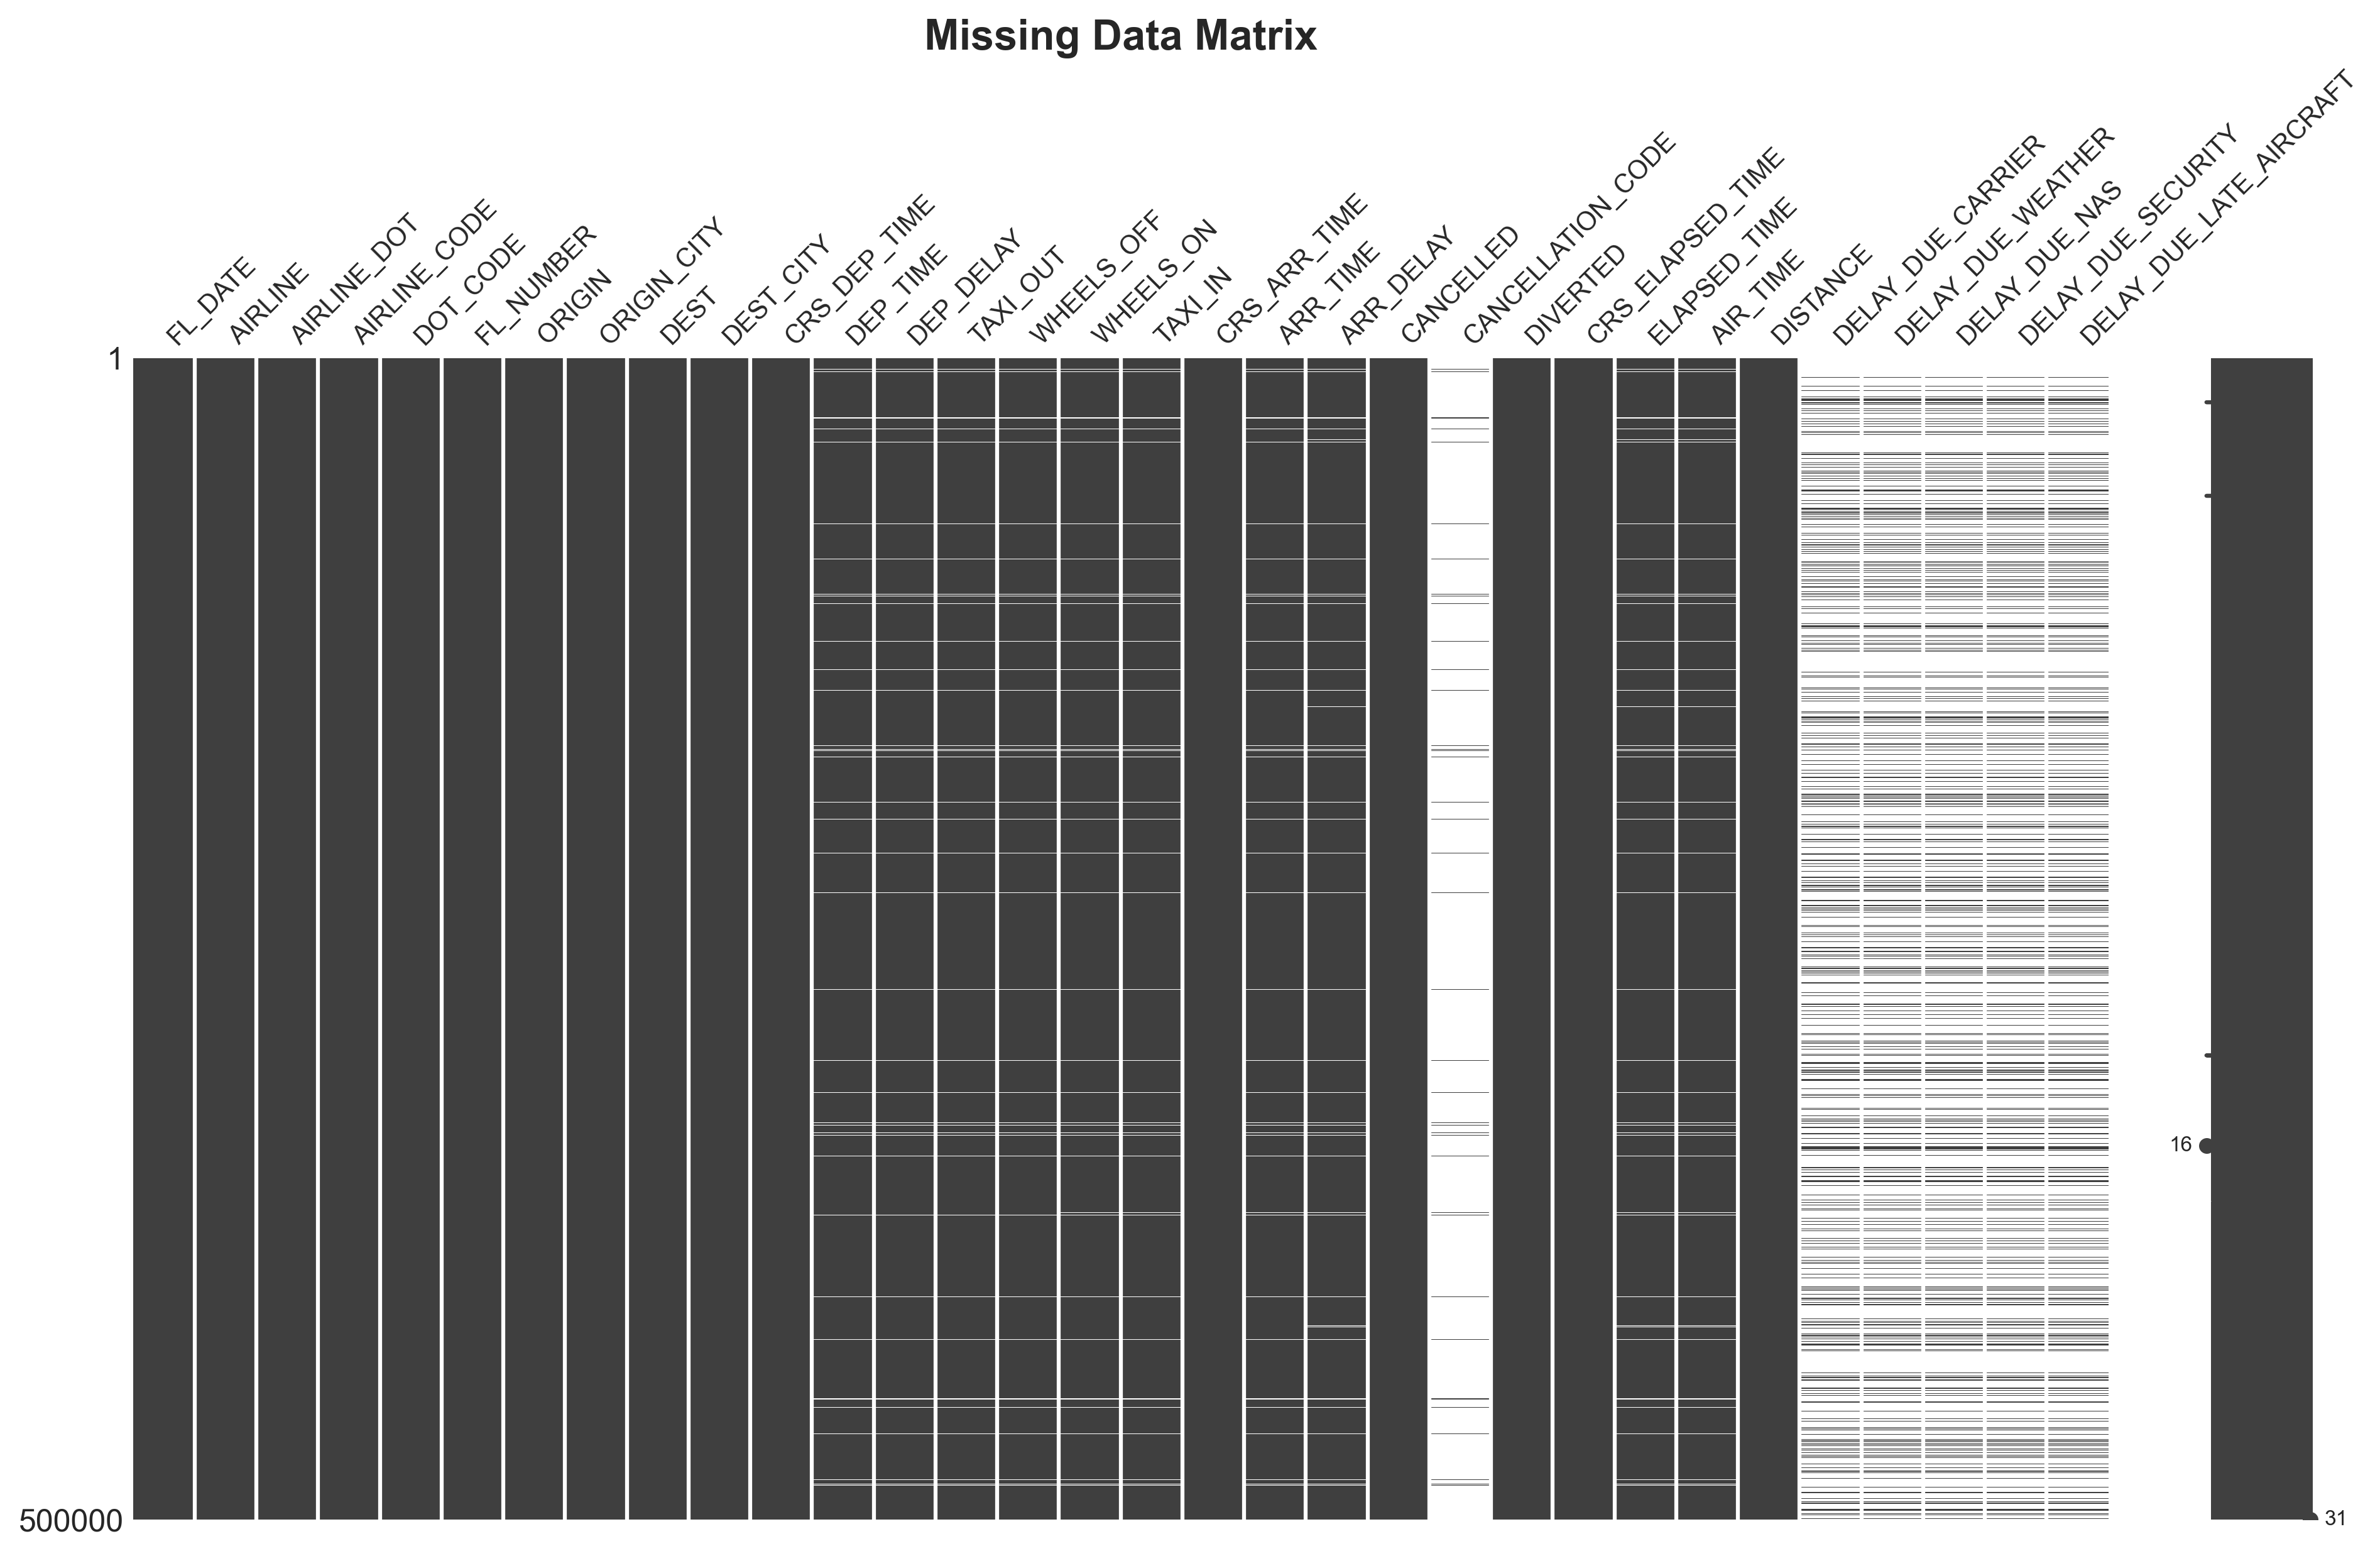 Missing Data Matrix
FL_DATE
AIRLINE
AIRLINE_DOT
AIRLINE_CODE
DOT_CODE
FL_NUMBER
ORIGIN
ORIGIN_CITY
DEST
DEST_CITY
CRS_DEP_TIME
DEP_TIME
DEP_DELAY
TAXI_OUT
WHEELS_OFF
WHEELS_ON
TAXI_IN
CRS_ARR_TIME
ARR_TIME
ARR_DELAY
CANCELLED
CANCELLATION_CODE
DIVERTED
CRS_ELAPSED_TIME
ELAPSED_TIME
AIR_TIME
DISTANCE
DELAY_DUE_CARRIER
DELAY_DUE_WEATHER
DELAY_DUE_NAS
DELAY_DUE_SECURITY
DELAY_DUE_LATE_AIRCRAFT
1
16
500000
31